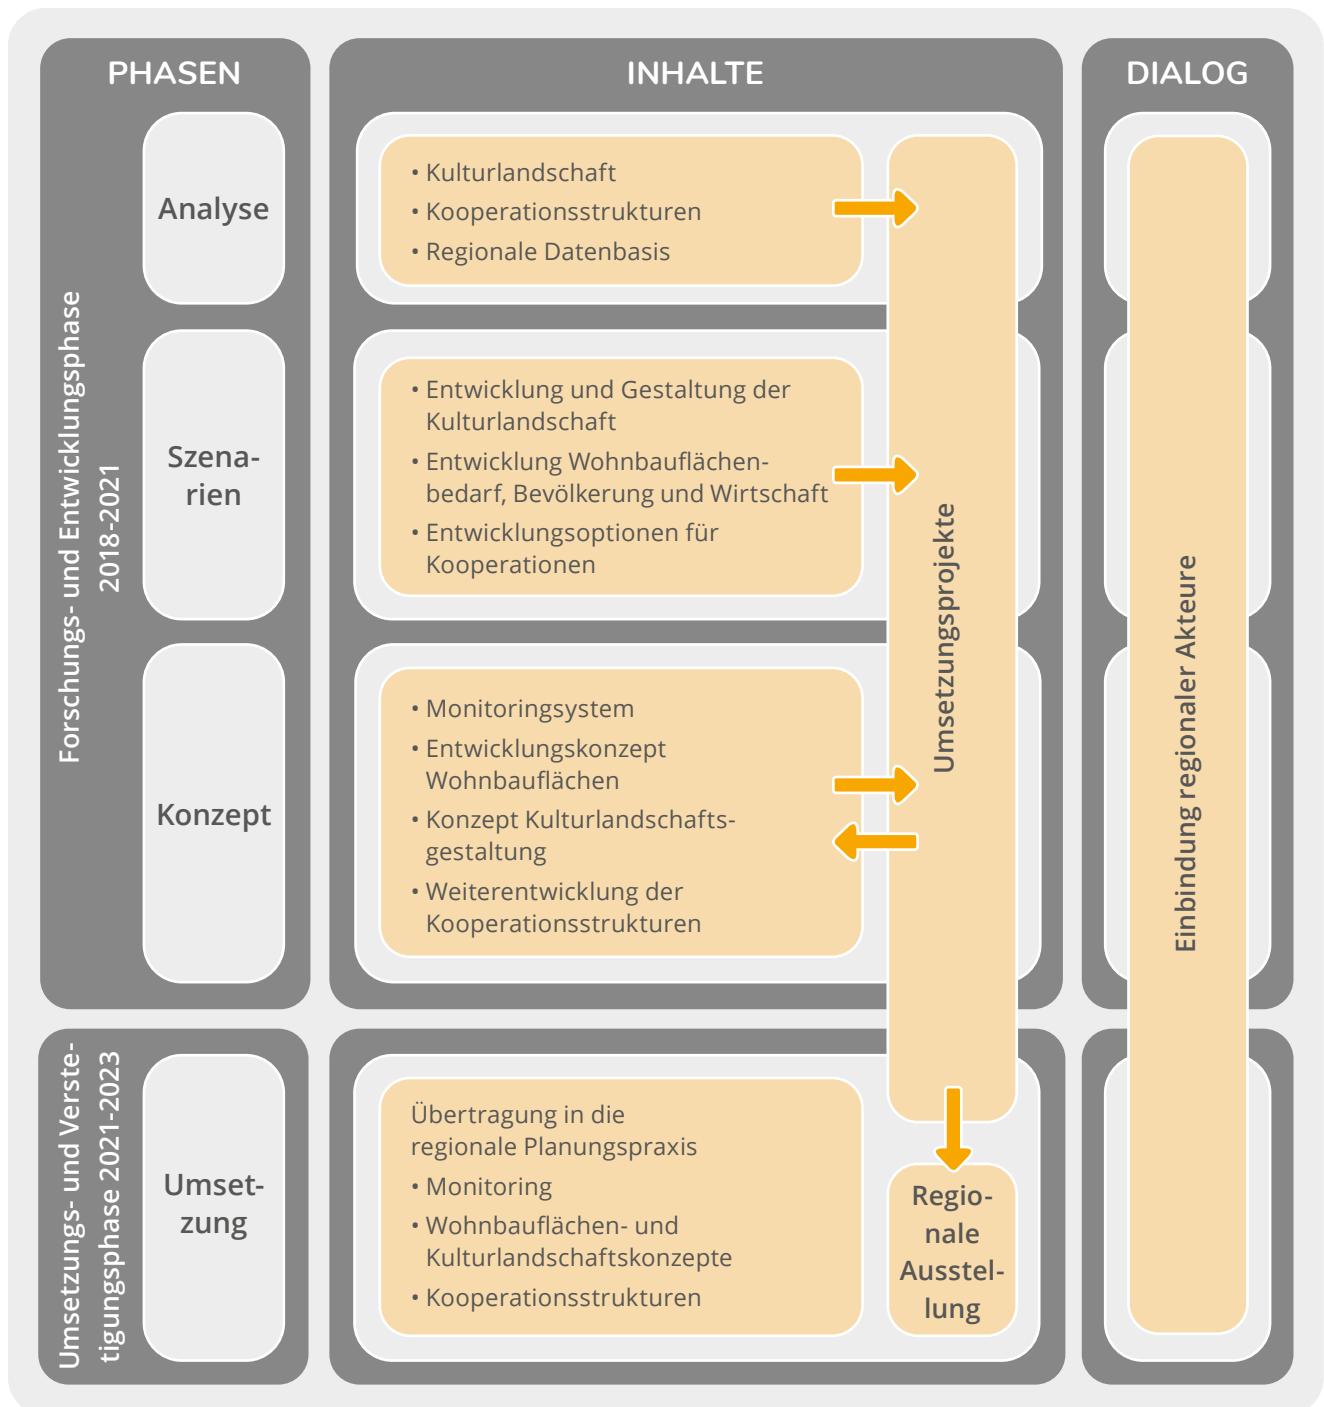 PHASEN
INHALTE
DIALOG
Forschungs- und Entwicklungsphase
2018-2021
Analyse
• Kulturlandschaft
• Kooperationsstrukturen
• Regionale Datenbasis
Szena-
rien
• Entwicklung und Gestaltung der
Kulturlandschaft
• Entwicklung Wohnbauflächen-
bedarf, Bevölkerung und Wirtschaft
• Entwicklungsoptionen für
Kooperationen
Konzept
• Monitoringsystem
• Entwicklungskonzept
Wohnbauflächen
• Konzept Kulturlandschafts-
gestaltung
• Weiterentwicklung der
Kooperationsstrukturen
Umsetzungsprojekte
Einbindung regionaler Akteure
Umsetzungs- und Verste-
tigungsphase 2021-2023
Umset-
zung
Übertragung in die
regionale Planungspraxis
• Monitoring
• Wohnbauflächen- und
Kulturlandschaftskonzepte
• Kooperationsstrukturen
Regio-
nale
Ausstel-
lung